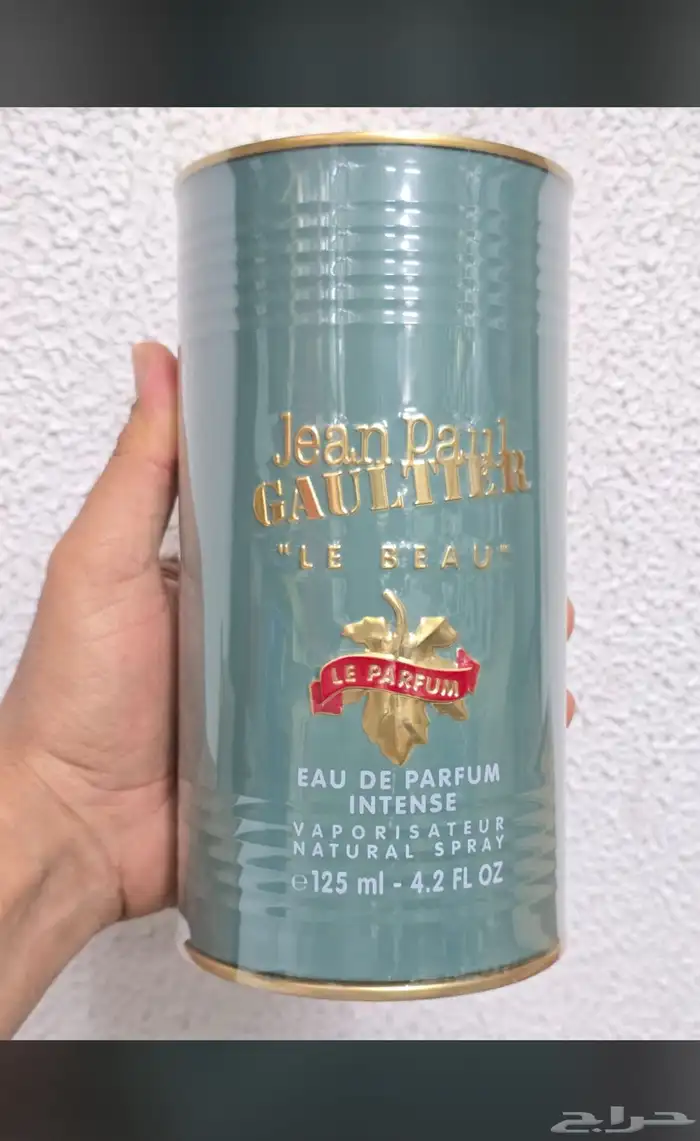 Jean Paul
GAULTIER
"LE BEAU"
LE PARFUM
EAU DE PARFUM
INTENSE
VAPORISATEUR
NATURAL SPRAY
℮125 ml - 4.2 FL OZ
حراج